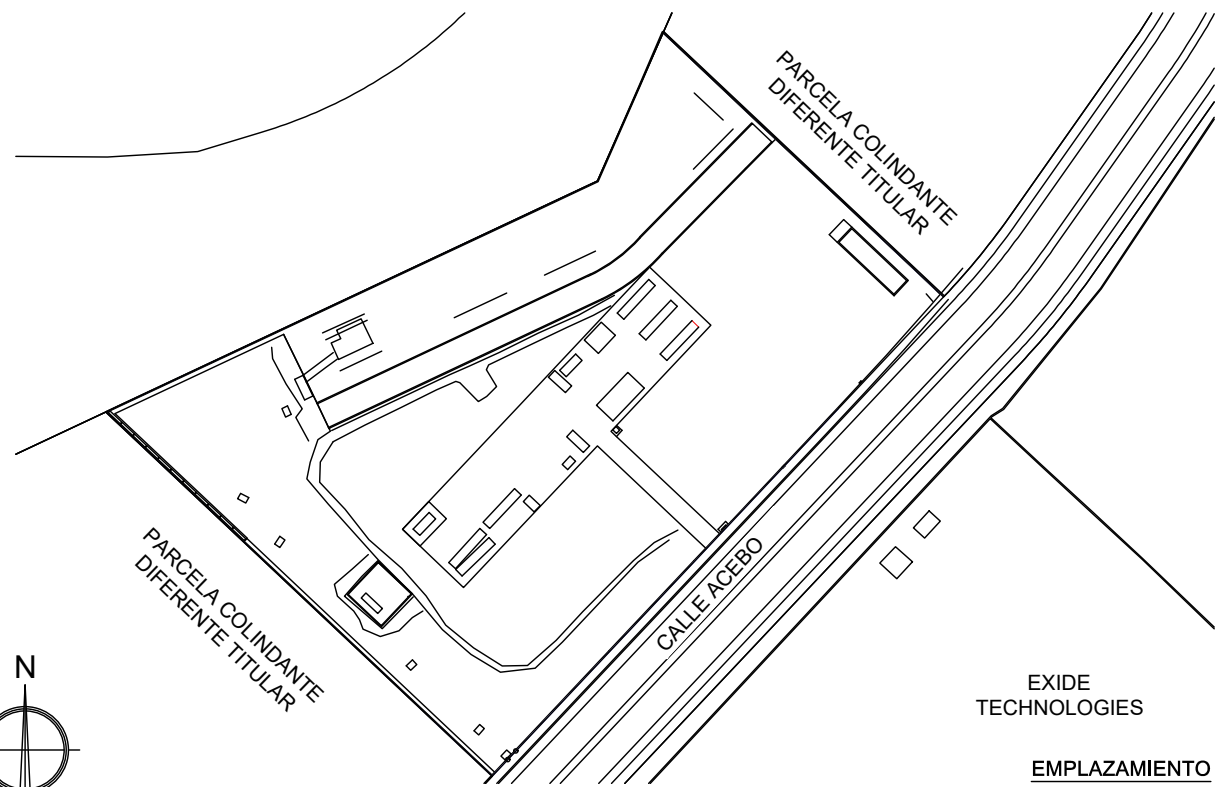 PARCELA COLINDANTE
DIFERENTE TITULAR
PARCELA COLINDANTE
DIFERENTE TITULAR
CALLE ACEBO
N
EXIDE
TECHNOLOGIES
EMPLAZAMIENTO